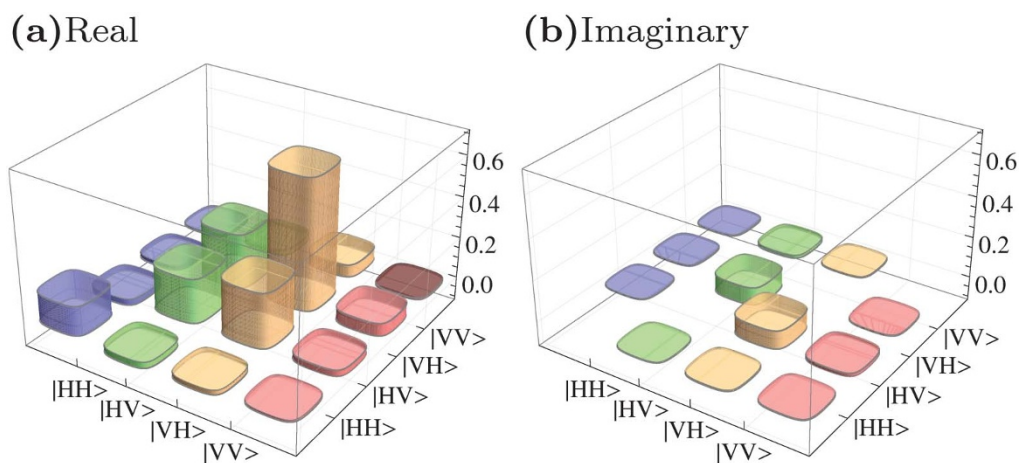 (a)Real
(b)Imaginary
0.6
0.4
0.2
0.0
|VV>
|VH>
|HV>
|HH>
|HH>
|HV>
|VH>
|VV>
0.6
0.4
0.2
0.0
|VV>
|VH>
|HV>
|HH>
|HH>
|HV>
|VH>
|VV>